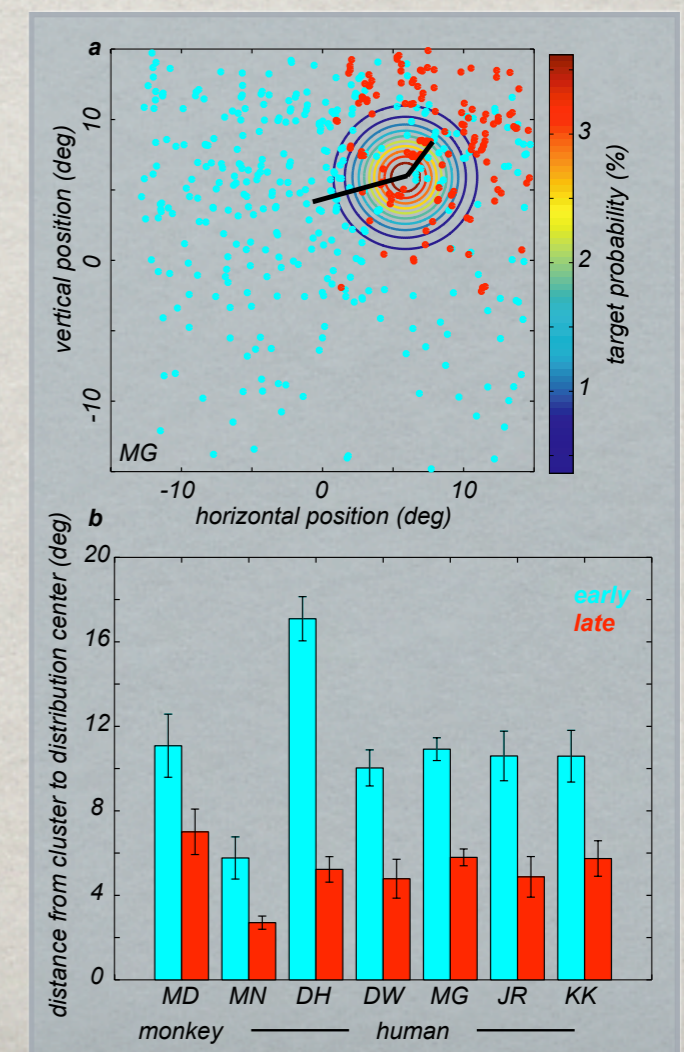 a
vertical position (deg)
10
0
-10
MG
-10 0 10
horizontal position (deg)
3
2
1
target probability (%)
b
distance from cluster to distribution center (deg)
20
16
12
8
4
0
early
late
MD MN DH DW MG JR KK
monkey human